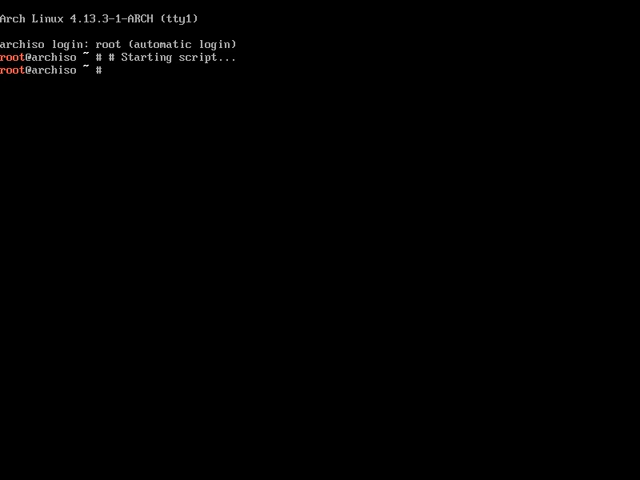 Arch Linux 4.13.3-1-ARCH (tty1)
archiso login: root (automatic login)
root@archiso ~ # # Starting script...
root@archiso ~ #